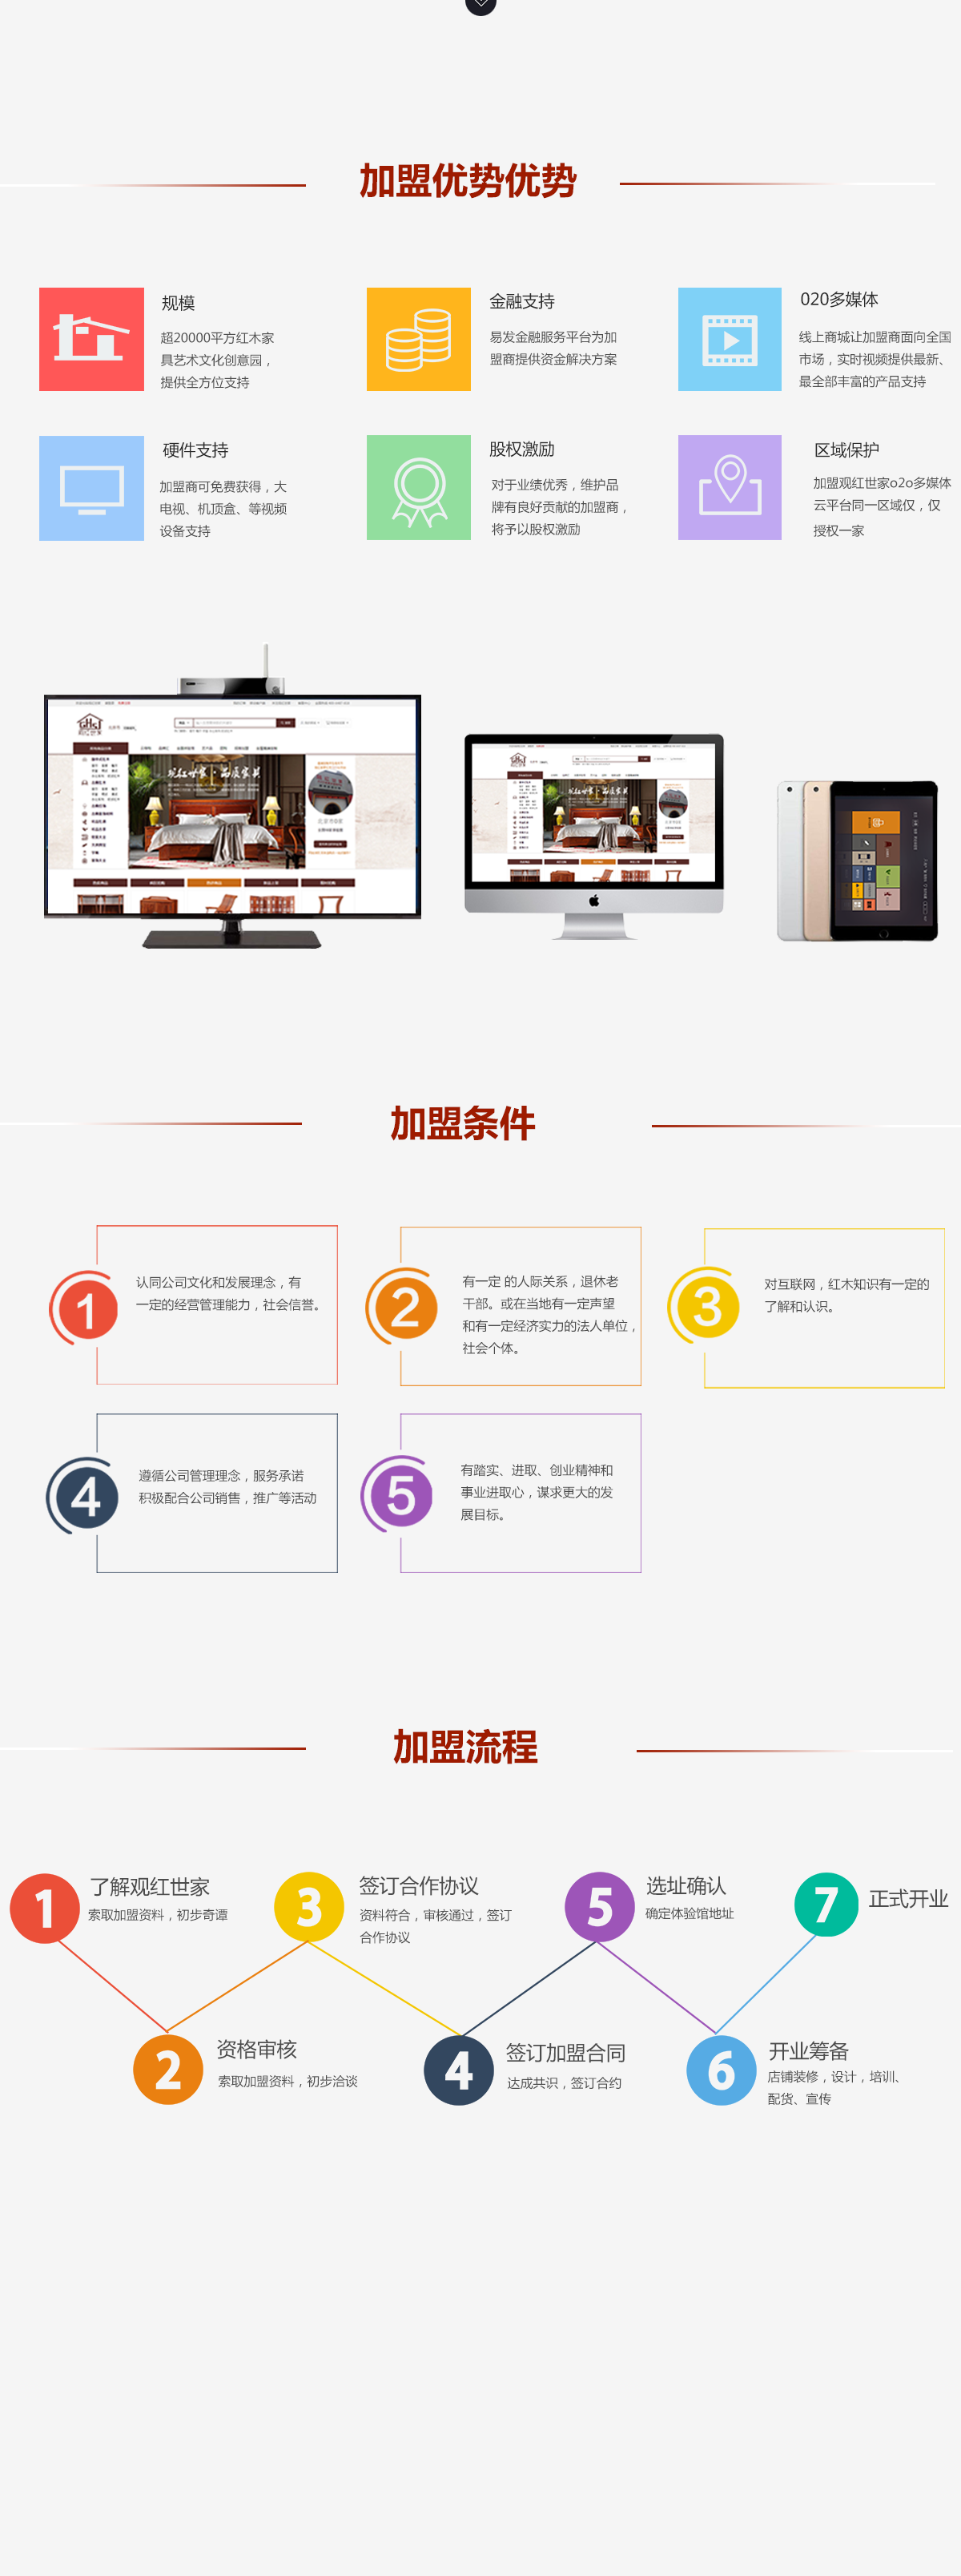 加盟优势优势
规模
超20000平方红木家
具艺术文化创意园，
提供全方位支持
金融支持
易发金融服务平台为加
盟商提供资金解决方案
020多媒体
线上商城让加盟商面向全国
市场，实时视频提供最新、
最全部丰富的产品支持
硬件支持
加盟商可免费获得，大
电视、机顶盒、等视频
设备支持
股权激励
对于业绩优秀，维护品
牌有良好贡献的加盟商，
将予以股权激励
区域保护
加盟观红世家o2o多媒体
云平台同一区域仅，仅
授权一家
观红世家
观红世家·品质家具
观红世家·品质家具
加盟条件
1
认同公司文化和发展理念，有
一定的经营管理能力，社会信誉。
2
有一定 的人际关系，退休老
干部。或在当地有一定声望
和有一定经济实力的法人单位，
社会个体。
3
对互联网，红木知识有一定的
了解和认识。
4
遵循公司管理理念，服务承诺
积极配合公司销售，推广等活动
5
有踏实、进取、创业精神和
事业进取心，谋求更大的发
展目标。
加盟流程
1
了解观红世家
索取加盟资料，初步奇谭
2
资格审核
索取加盟资料，初步洽谈
3
签订合作协议
资料符合，审核通过，签订
合作协议
4
签订加盟合同
达成共识，签订合约
5
选址确认
确定体验馆地址
6
开业筹备
店铺装修，设计，培训、
配货、宣传
7
正式开业